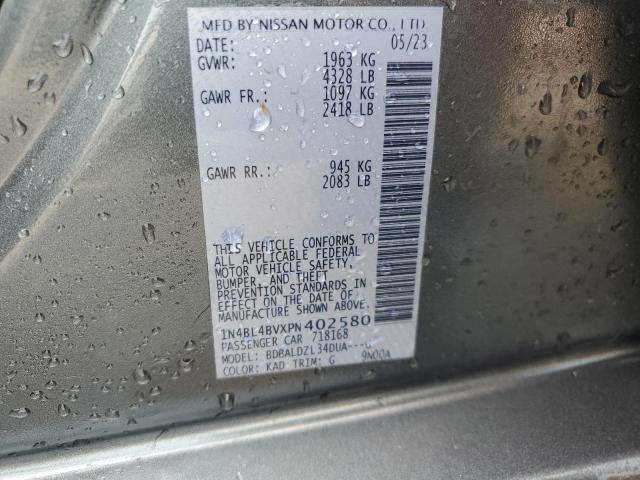 MFD BY NISSAN MOTOR CO., LTD
DATE: 05/23
GVWR: 1963 KG
4328 LB
GAWR FR.: 1097 KG
2418 LB
GAWR RR.: 945 KG
2083 LB
THIS VEHICLE CONFORMS TO
ALL APPLICABLE FEDERAL
MOTOR VEHICLE SAFETY,
BUMPER, AND THEFT
PREVENTION STANDARDS IN
EFFECT ON THE DATE OF
MANUFACTURE SHOWN ABOVE.
1N4BL4BVXPN402580
PASSENGER CAR 718168
MODEL: BDBALDZL34DUA---
COLOR: KAD TRIM: G 9N00A